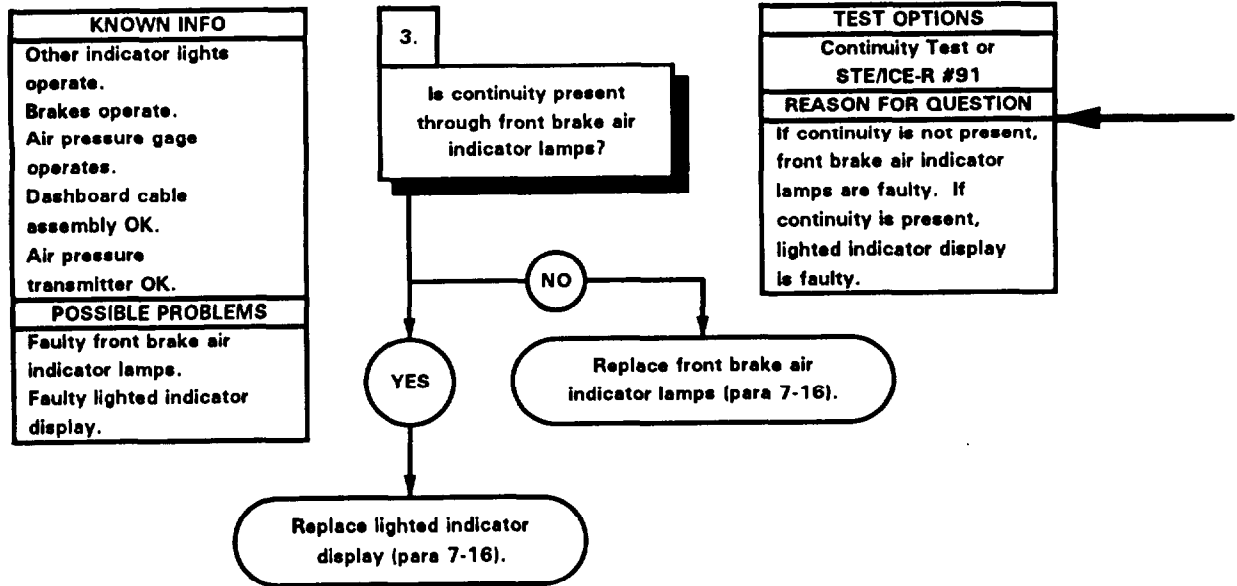 KNOWN INFO
Other indicator lights
operate.
Brakes operate.
Air pressure gage
operates.
Dashboard cable
assembly OK.
Air pressure
transmitter OK.
POSSIBLE PROBLEMS
Faulty front brake air
indicator lamps.
Faulty lighted indicator
display.
3.
Is continuity present
through front brake air
indicator lamps?
NO
YES
Replace front brake air
indicator lamps (para 7-16).
Replace lighted indicator
display (para 7-16).
TEST OPTIONS
Continuity Test or
STE/ICE-R #91
REASON FOR QUESTION
If continuity is not present,
front brake air indicator
lamps are faulty. If
continuity is present,
lighted indicator display
is faulty.